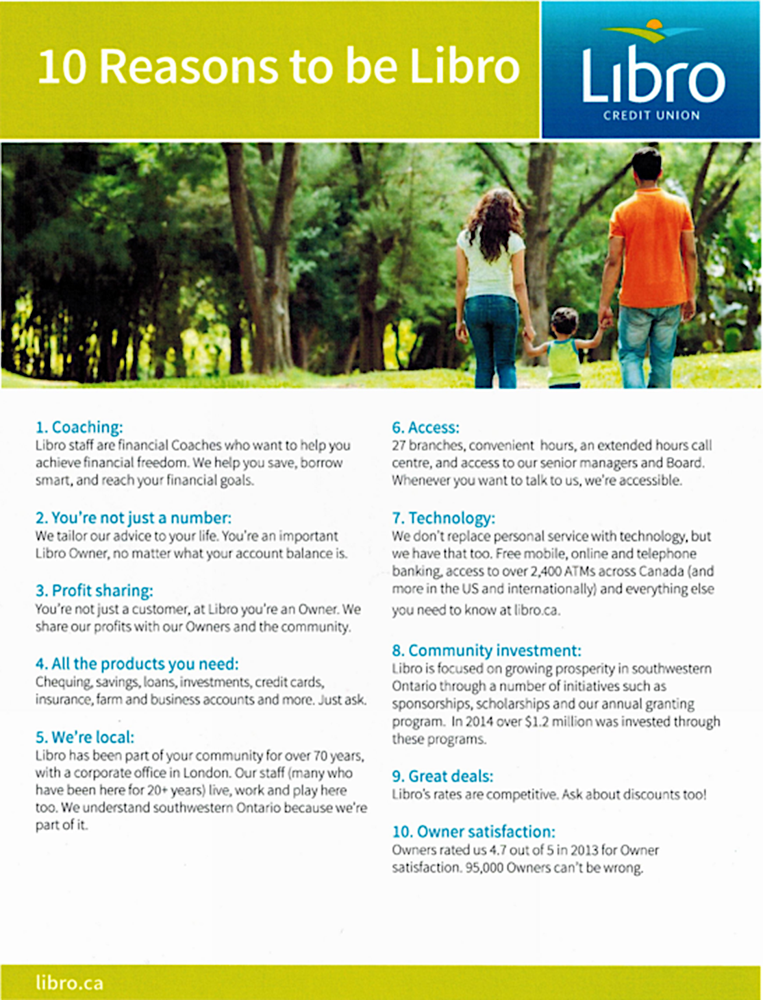 10 Reasons to be Libro
Libro
CREDIT UNION
1. Coaching:
Libro staff are financial Coaches who want to help you
achieve financial freedom. We help you save, borrow
smart, and reach your financial goals.
2. You're not just a number:
We tailor our advice to your life. You're an important
Libro Owner, no matter what your account balance is.
3. Profit sharing:
You're not just a customer, at Libro you're an Owner. We
share our profits with our Owners and the community.
4. All the products you need:
Chequing, savings, loans, investments, credit cards,
insurance, farm and business accounts and more. Just ask.
5. We're local:
Libro has been part of your community for over 70 years,
with a corporate office in London. Our staff (many who
have been here for 20+ years) live, work and play here
too. We understand southwestern Ontario because we're
part of it.
6. Access:
27 branches, convenient hours, an extended hours call
centre, and access to our senior managers and Board.
Whenever you want to talk to us, we're accessible.
7. Technology:
We don't replace personal service with technology, but
we have that too. Free mobile, online and telephone
banking, access to over 2,400 ATMs across Canada (and
more in the US and internationally) and everything else
you need to know at libro.ca.
8. Community investment:
Libro is focused on growing prosperity in southwestern
Ontario through a number of initiatives such as
sponsorships, scholarships and our annual granting
program. In 2014 over $1.2 million was invested through
these programs.
9. Great deals:
Libro's rates are competitive. Ask about discounts too!
10. Owner satisfaction:
Owners rated us 4.7 out of 5 in 2013 for Owner
satisfaction. 95,000 Owners can't be wrong.
libro.ca